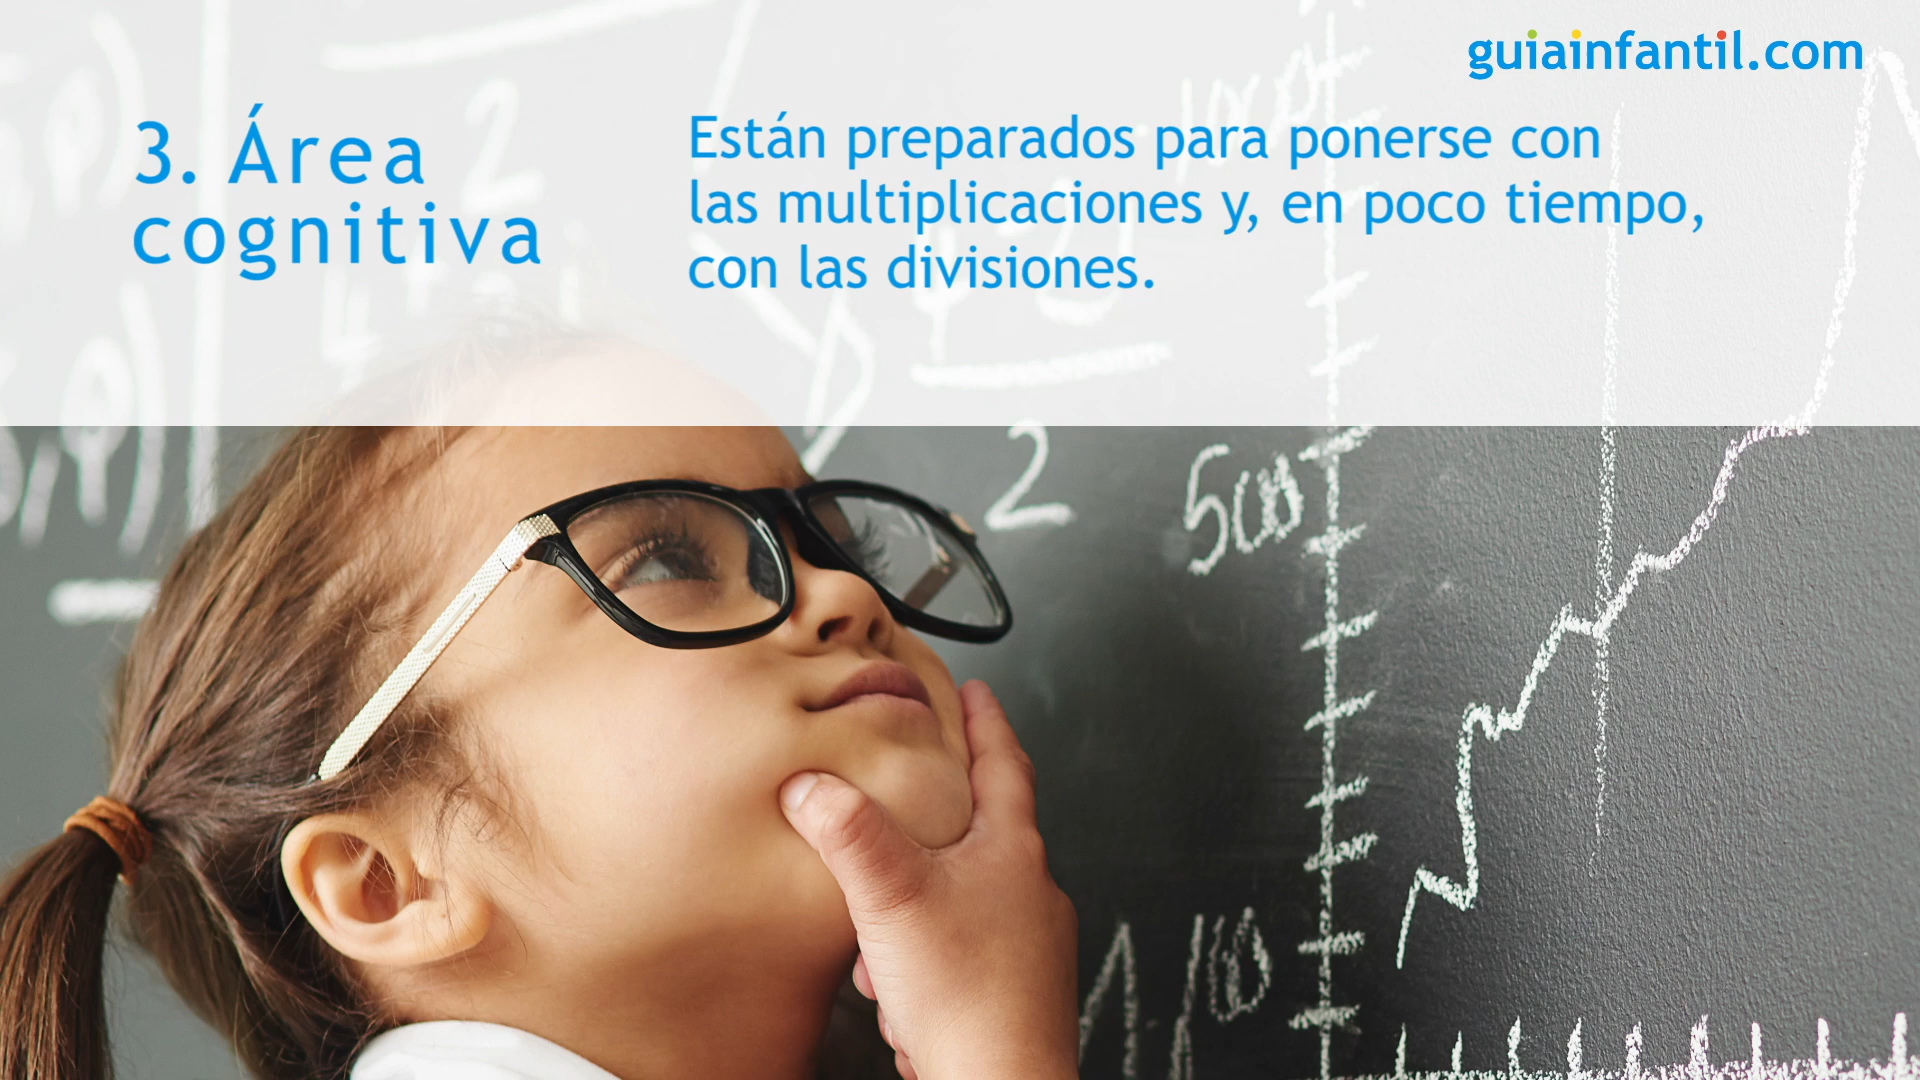 guiainfantil.com
3. Área
cognitiva
Están preparados para ponerse con
las multiplicaciones y, en poco tiempo,
con las divisiones.
2
2
500